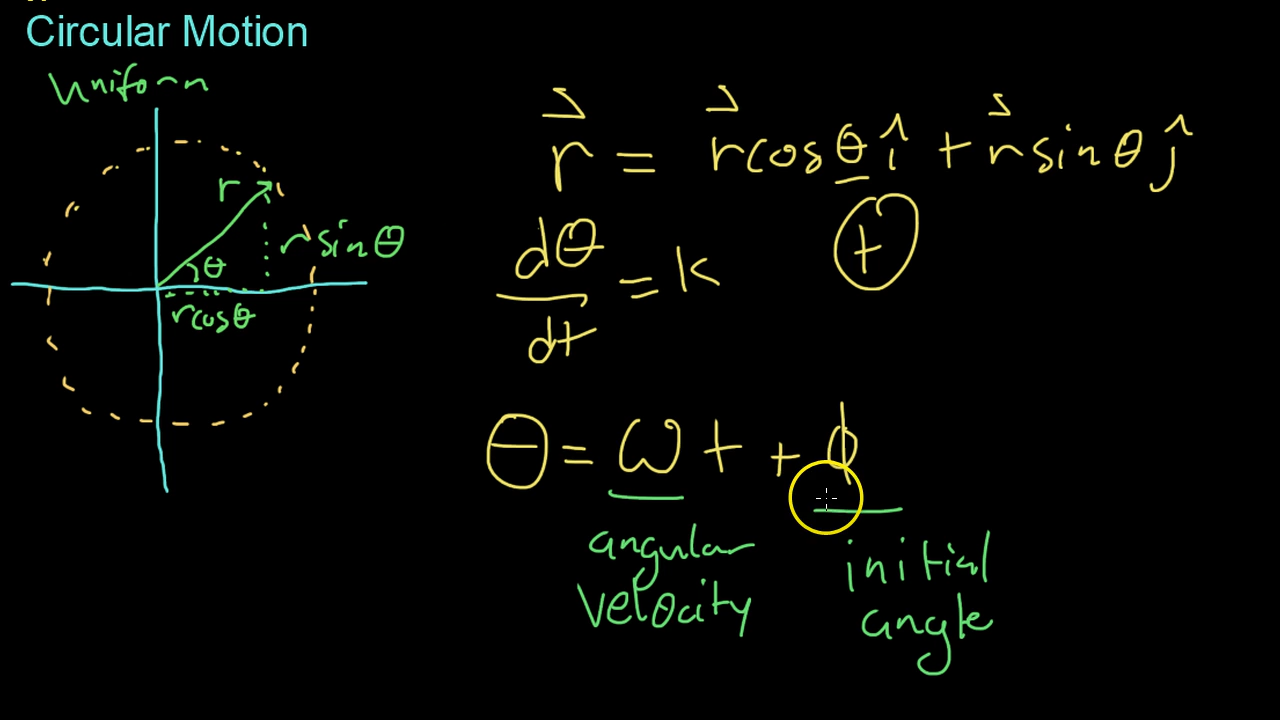 Circular Motion
Uniform
r
θ
r sin θ
r cos θ
r⃗ = r⃗ cos θ î + r⃗ sin θ ĵ
t
dθ/dt = k
θ = ω t + ϕ
angular
velocity
initial
angle